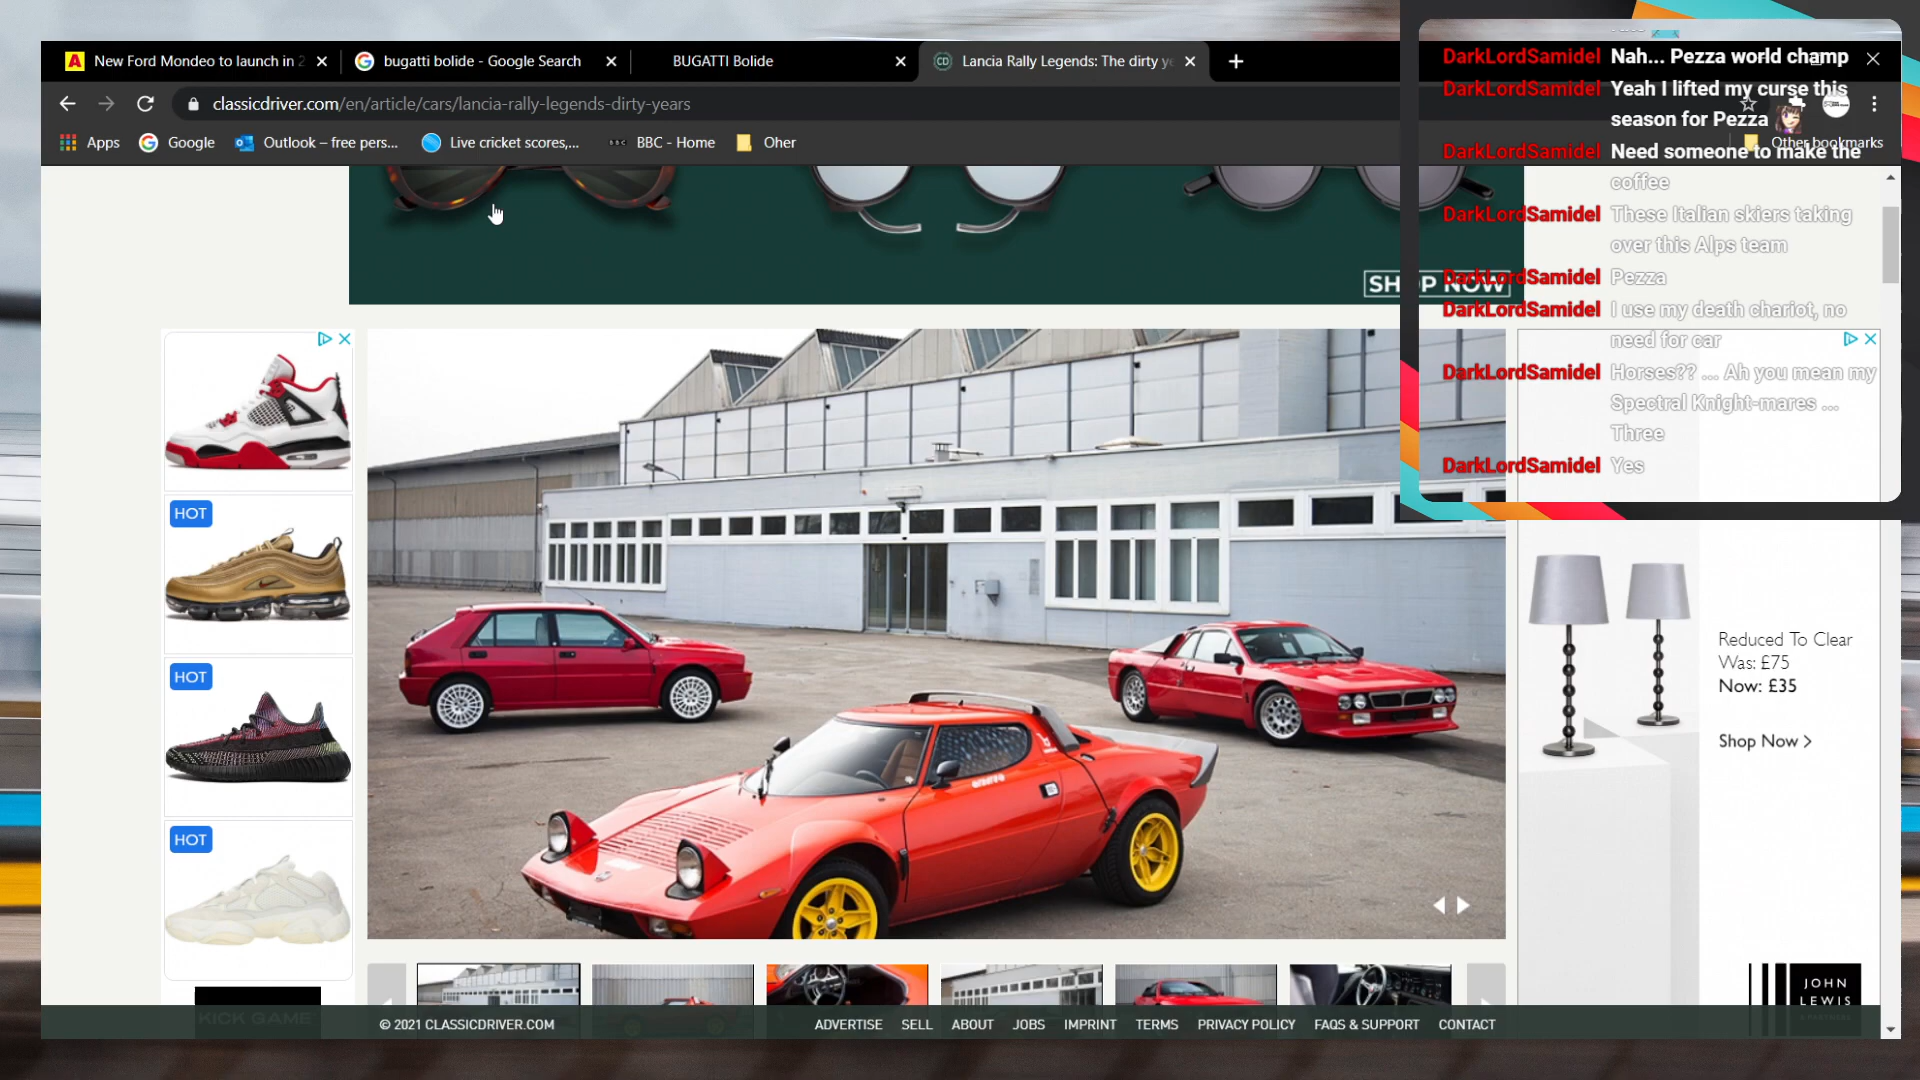 New Ford Mondeo to launch in 2
bugatti bolide - Google Search
BUGATTI Bolide
Lancia Rally Legends: The dirty ye
classicdriver.com/en/article/cars/lancia-rally-legends-dirty-years
Apps
Google
Outlook – free pers...
Live cricket scores,...
BBC
BBC - Home
Oher
Other bookmarks
DarkLordSamidel Nah... Pezza world champ
DarkLordSamidel Yeah I lifted my curse this
season for Pezza
DarkLordSamidel Need someone to make the
coffee
DarkLordSamidel These Italian skiers taking
over this Alps team
DarkLordSamidel Pezza
DarkLordSamidel I use my death chariot, no
need for car
DarkLordSamidel Horses?? ... Ah you mean my
Spectral Knight-mares ...
Three
DarkLordSamidel Yes
SHOP NOW
HOT
HOT
HOT
KICK GAME
Reduced To Clear
Was: £75
Now: £35
Shop Now >
JOHN
LEWIS
© 2021 CLASSICDRIVER.COM
ADVERTISE SELL ABOUT JOBS IMPRINT TERMS PRIVACY POLICY FAQS & SUPPORT CONTACT